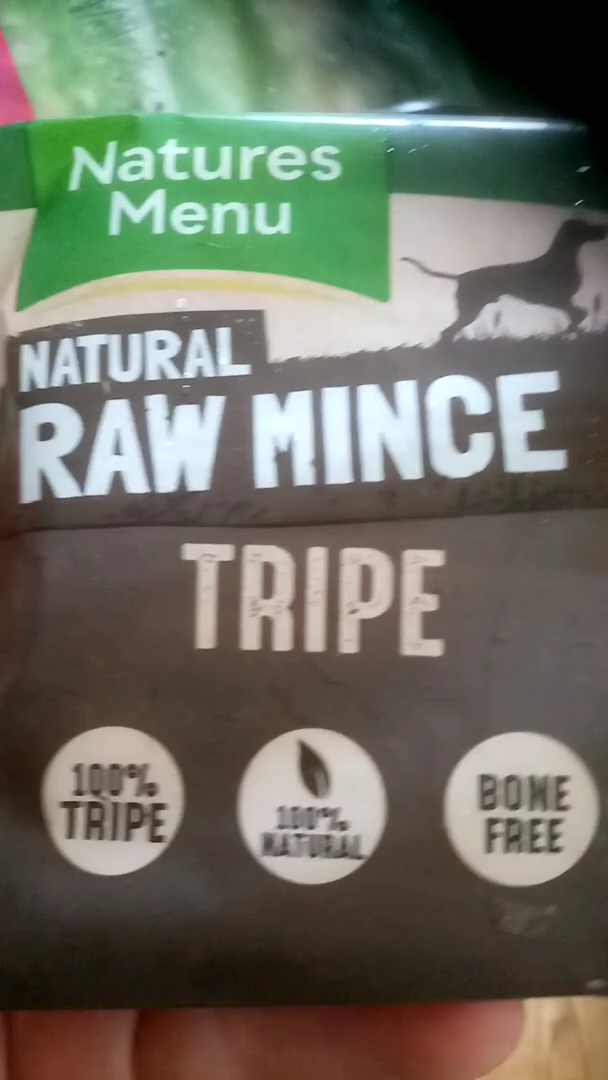 Natures
Menu
NATURAL
RAW MINCE
TRIPE
100%
TRIPE
100%
NATURAL
BONE
FREE